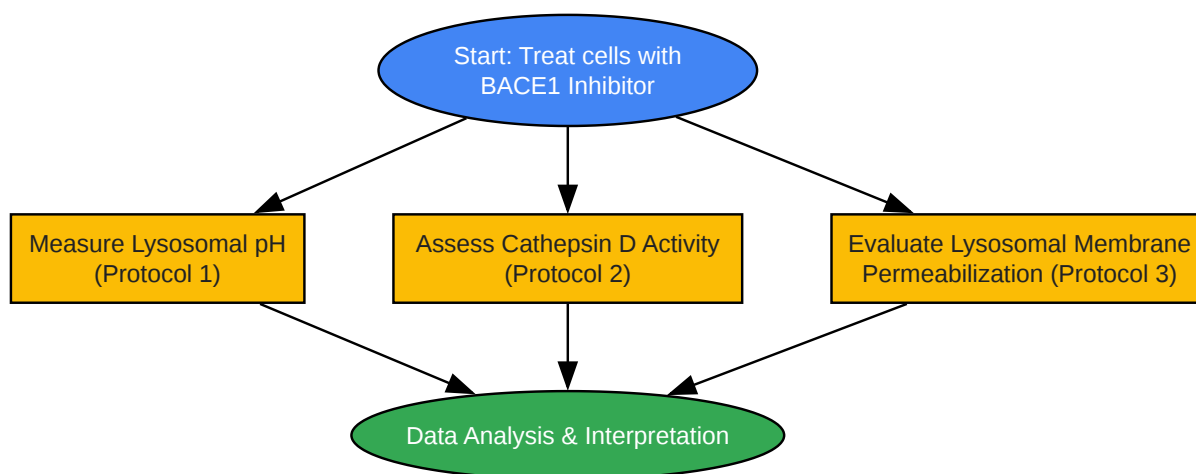 Start: Treat cells with
BACE1 Inhibitor
Measure Lysosomal pH
(Protocol 1)
Assess Cathepsin D Activity
(Protocol 2)
Evaluate Lysosomal Membrane
Permeabilization (Protocol 3)
Data Analysis & Interpretation